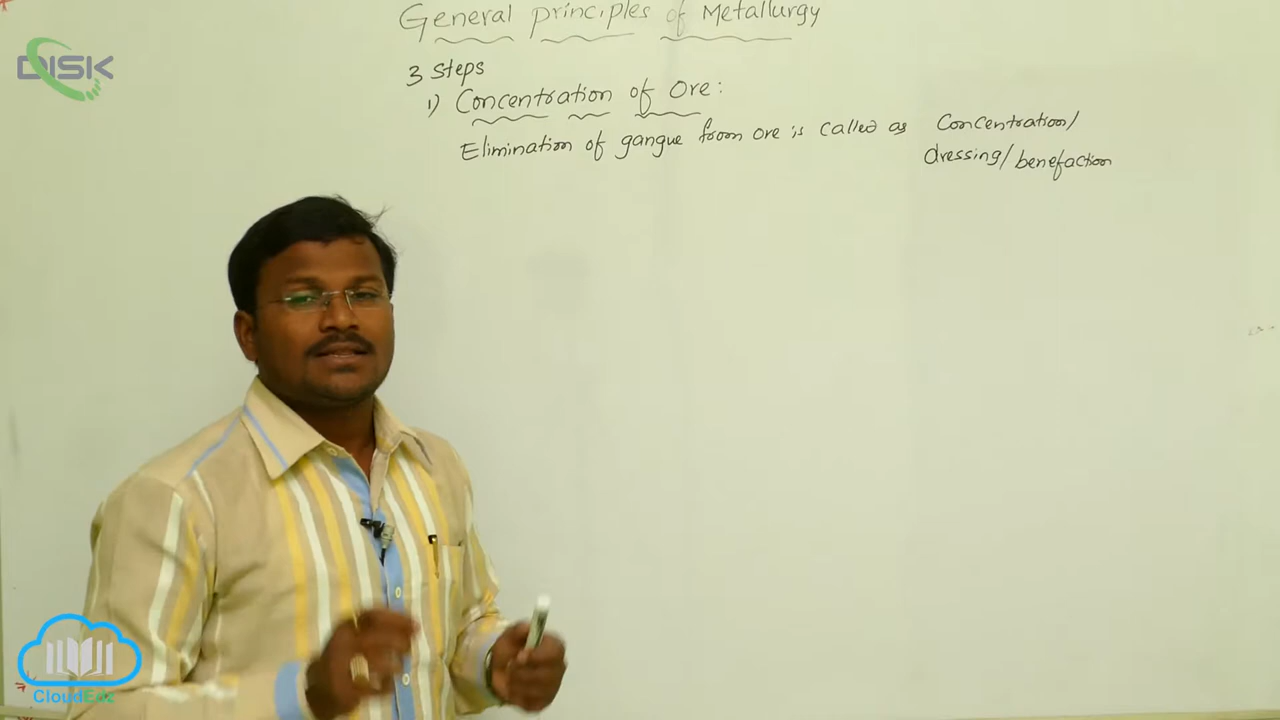 General principles of Metallurgy
3 Steps
1) Concentration of Ore:
Elimination of gangue from ore is called as Concentration/
dressing/benefaction
DISK
CloudEdz